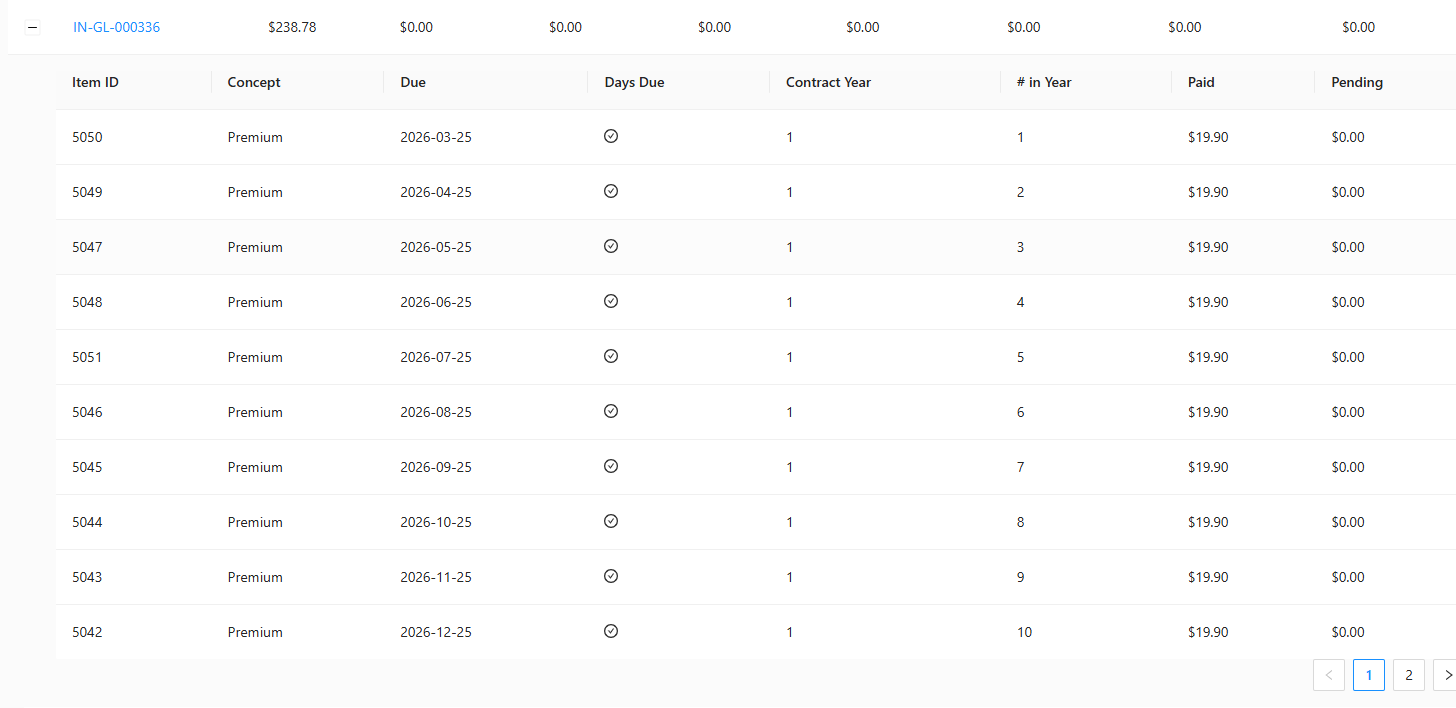 IN-GL-000336 $238.78 $0.00 $0.00 $0.00 $0.00 $0.00 $0.00 $0.00
Item ID Concept Due Days Due Contract Year # in Year Paid Pending
5050 Premium 2026-03-25 1 1 $19.90 $0.00
5049 Premium 2026-04-25 1 2 $19.90 $0.00
5047 Premium 2026-05-25 1 3 $19.90 $0.00
5048 Premium 2026-06-25 1 4 $19.90 $0.00
5051 Premium 2026-07-25 1 5 $19.90 $0.00
5046 Premium 2026-08-25 1 6 $19.90 $0.00
5045 Premium 2026-09-25 1 7 $19.90 $0.00
5044 Premium 2026-10-25 1 8 $19.90 $0.00
5043 Premium 2026-11-25 1 9 $19.90 $0.00
5042 Premium 2026-12-25 1 10 $19.90 $0.00
< 1 2 >